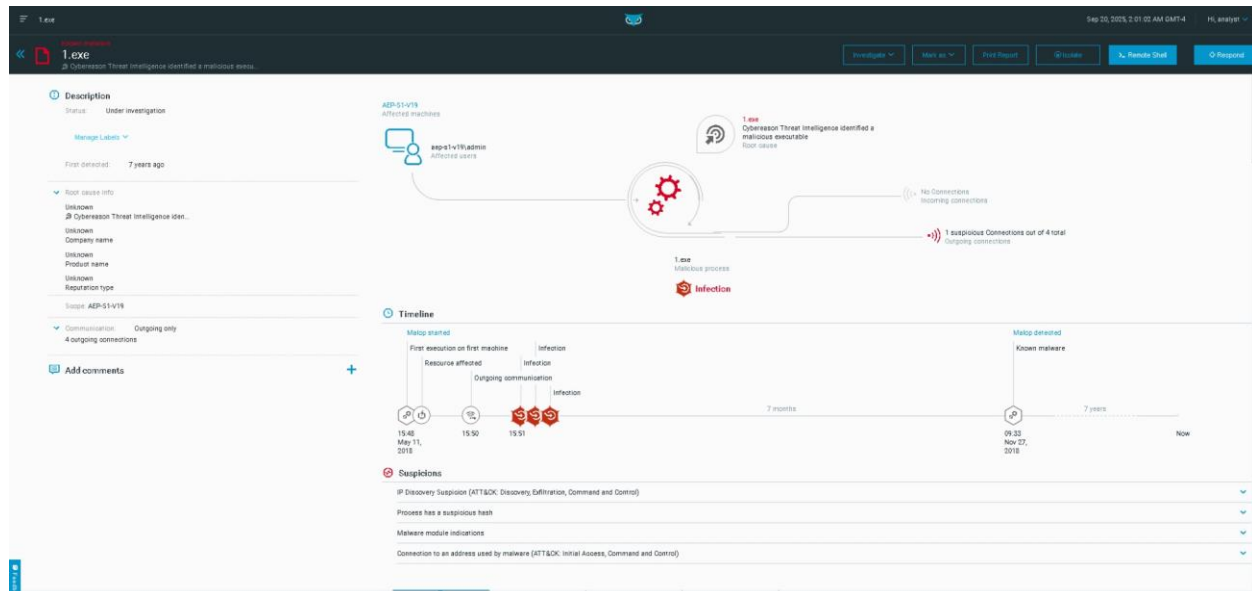 1.exe
Sep 20, 2025, 2:01:02 AM GMT-4
Hi, analyst
1.exe
Cybereason Threat Intelligence identified a malicious execu...
Investigate
Mark as
Print Report
Isolate
Remote Shell
Respond
Description
Status: Under investigation
Manage Labels
First detected: 7 years ago
Root cause info
Unknown
Cybereason Threat Intelligence iden...
Unknown
Company name
Unknown
Product name
Unknown
Reputation type
Scope: AEP-S1-V19
Communication: Outgoing only
4 outgoing connections
Add comments
AEP-S1-V19
Affected machines
aep-s1-v19\admin
Affected users
1.exe
Cybereason Threat Intelligence identified a
malicious executable
Root cause
No Connections
Incoming connections
1 suspicious Connections out of 4 total
Outgoing connections
1.exe
Malicious process
Infection
Timeline
Malop started
Malop detected
First execution on first machine
Infection
Known malware
Resource affected
Infection
Outgoing communication
Infection
7 months
7 years
15:48
May 11,
2018
15:50
15:51
09:33
Nov 27,
2018
Now
Suspicions
IP Discovery Suspicion (ATT&CK: Discovery, Exfiltration, Command and Control)
Process has a suspicious hash
Malware module indications
Connection to an address used by malware (ATT&CK: Initial Access, Command and Control)